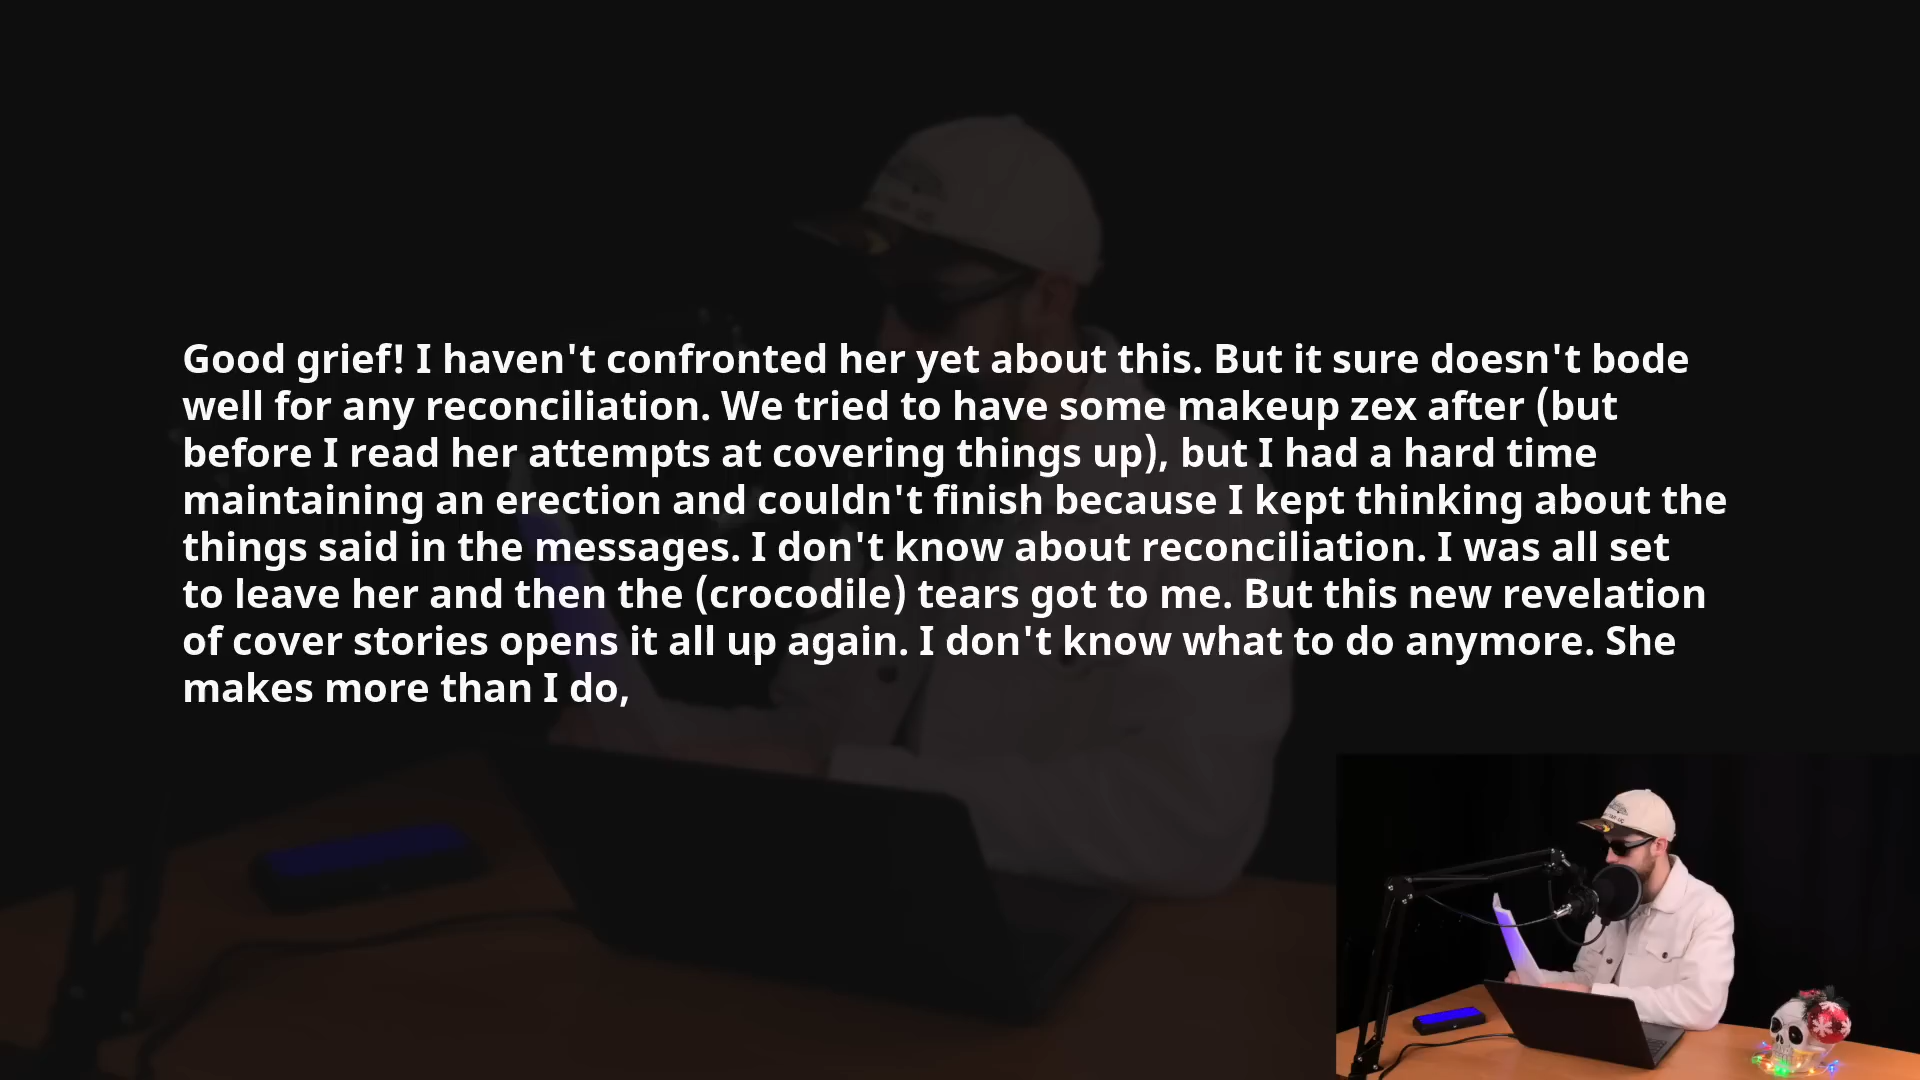 Good grief! I haven't confronted her yet about this. But it sure doesn't bode
well for any reconciliation. We tried to have some makeup zex after (but
before I read her attempts at covering things up), but I had a hard time
maintaining an erection and couldn't finish because I kept thinking about the
things said in the messages. I don't know about reconciliation. I was all set
to leave her and then the (crocodile) tears got to me. But this new revelation
of cover stories opens it all up again. I don't know what to do anymore. She
makes more than I do,